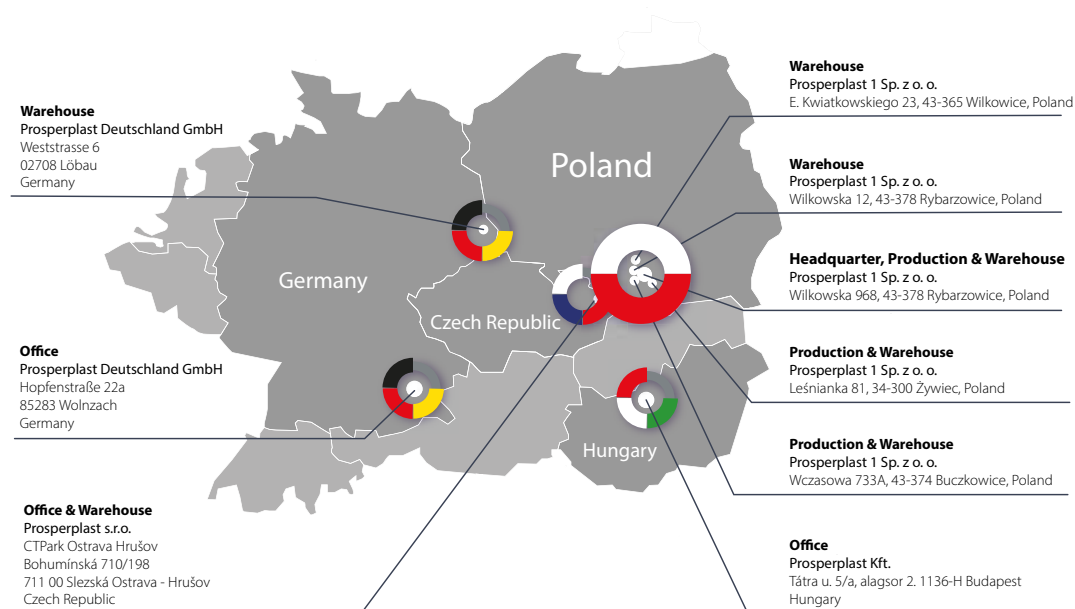 Warehouse
Prosperplast Deutschland GmbH
Weststrasse 6
02708 Löbau
Germany
Office
Prosperplast Deutschland GmbH
Hopfenstraße 22a
85283 Wolnzach
Germany
Office & Warehouse
Prosperplast s.r.o.
CTPark Ostrava Hrušov
Bohumínská 710/198
711 00 Slezská Ostrava - Hrušov
Czech Republic
Poland
Germany
Czech Republic
Hungary
Warehouse
Prosperplast 1 Sp. z o. o.
E. Kwiatkowskiego 23, 43-365 Wilkowice, Poland
Warehouse
Prosperplast 1 Sp. z o. o.
Wilkowska 12, 43-378 Rybarzowice, Poland
Headquarter, Production & Warehouse
Prosperplast 1 Sp. z o. o.
Wilkowska 968, 43-378 Rybarzowice, Poland
Production & Warehouse
Prosperplast 1 Sp. z o. o.
Leśnianka 81, 34-300 Żywiec, Poland
Production & Warehouse
Prosperplast 1 Sp. z o. o.
Wczasowa 733A, 43-374 Buczkowice, Poland
Office
Prosperplast Kft.
Tátra u. 5/a, alagsor 2. 1136-H Budapest
Hungary